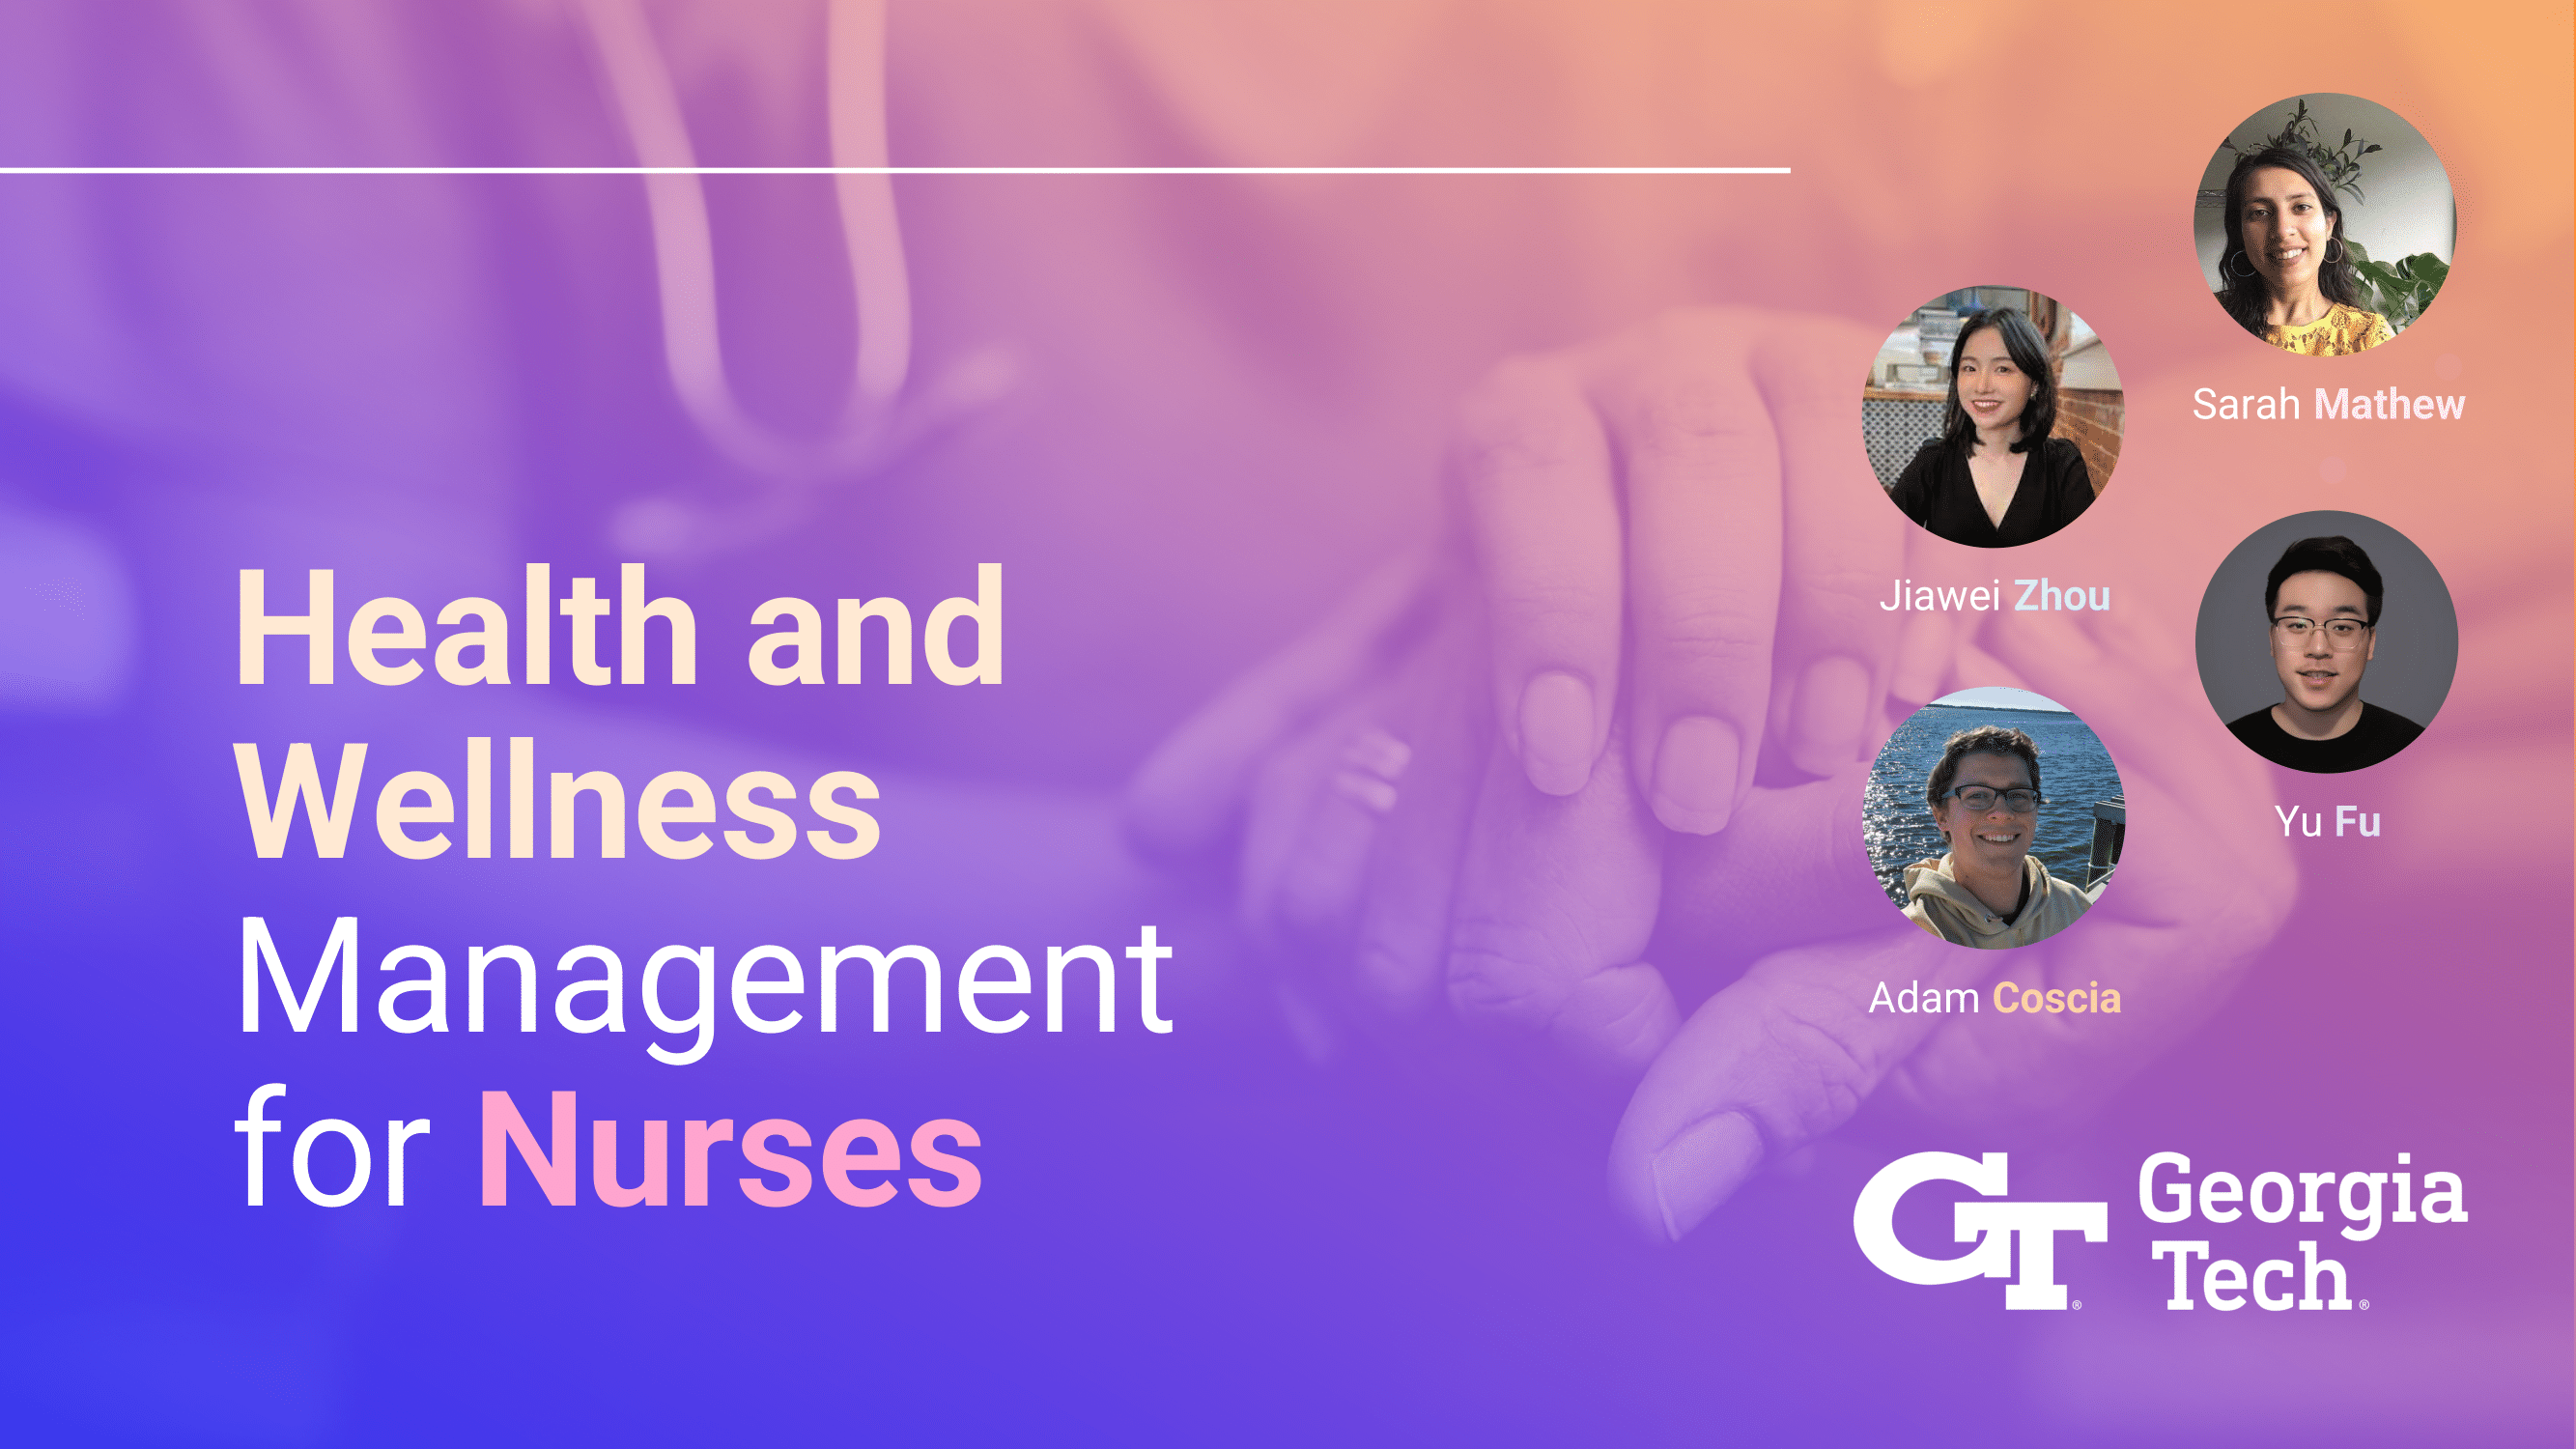 Health and
Wellness
Management
for Nurses
Sarah Mathew
Jiawei Zhou
Yu Fu
Adam Coscia
GT® Georgia
Tech®